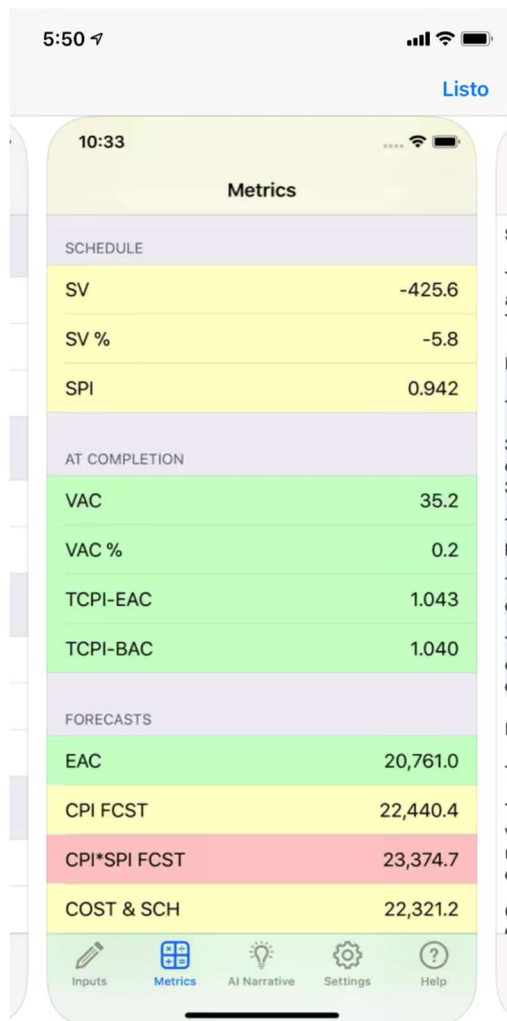 5:50
Listo
10:33
Metrics
SCHEDULE
SV -425.6
SV % -5.8
SPI 0.942
AT COMPLETION
VAC 35.2
VAC % 0.2
TCPI-EAC 1.043
TCPI-BAC 1.040
FORECASTS
EAC 20,761.0
CPI FCST 22,440.4
CPI*SPI FCST 23,374.7
COST & SCH 22,321.2
Inputs Metrics AI Narrative Settings Help